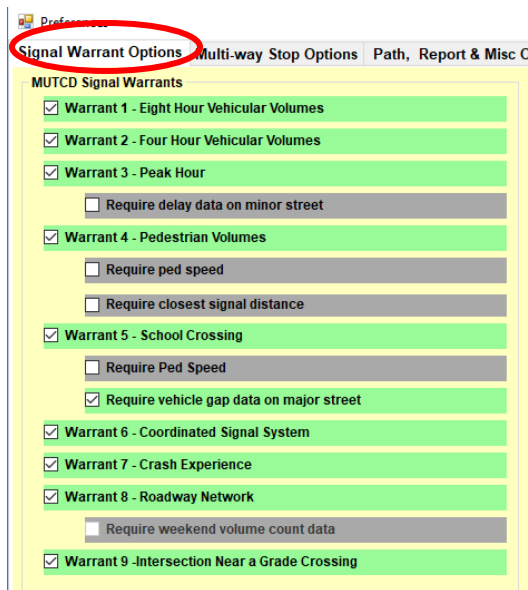 Preferences
Signal Warrant Options Multi-way Stop Options Path, Report & Misc O
MUTCD Signal Warrants
Warrant 1 - Eight Hour Vehicular Volumes
Warrant 2 - Four Hour Vehicular Volumes
Warrant 3 - Peak Hour
Require delay data on minor street
Warrant 4 - Pedestrian Volumes
Require ped speed
Require closest signal distance
Warrant 5 - School Crossing
Require Ped Speed
Require vehicle gap data on major street
Warrant 6 - Coordinated Signal System
Warrant 7 - Crash Experience
Warrant 8 - Roadway Network
Require weekend volume count data
Warrant 9 -Intersection Near a Grade Crossing